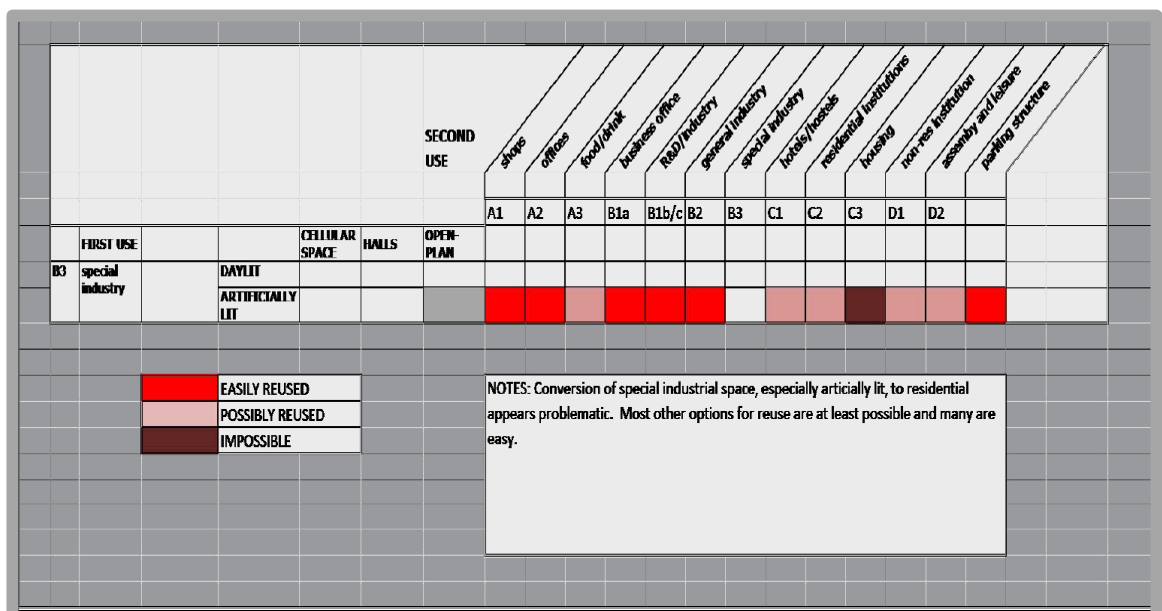 SECOND
USE
shops
offices
food/drink
business office
R&D/industry
general industry
special industry
hotels/hostels
residential institutions
housing
non-res institution
assemby and leisure
parking structure
A1 A2 A3 B1a B1b/c B2 B3 C1 C2 C3 D1 D2
FIRST USE CELLULAR SPACE HALLS OPEN-PLAN
B3 special industry DAYLIT
ARTIFICIALLY LIT
EASILY REUSED
POSSIBLY REUSED
IMPOSSIBLE
NOTES: Conversion of special industrial space, especially articially lit, to residential
appears problematic. Most other options for reuse are at least possible and many are
easy.